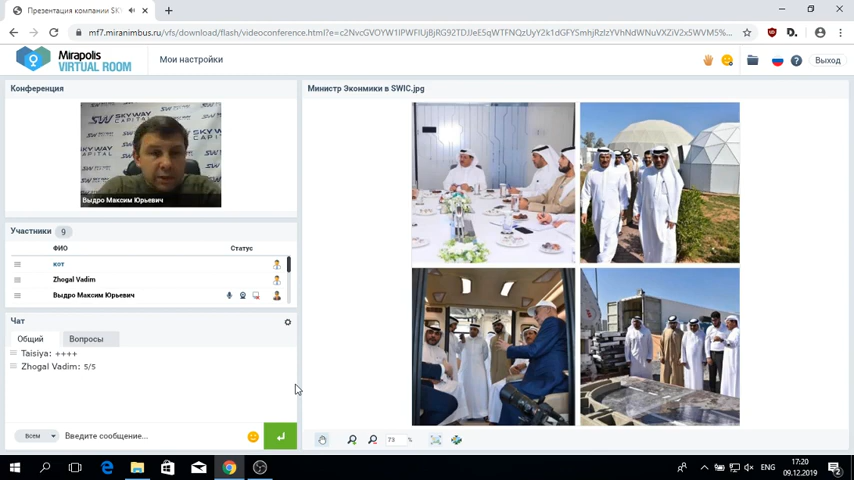 Презентация компании SK
mf7.miranimbus.ru/vfs/download/flash/videoconference.html?e=
Mirapolis
VIRTUAL ROOM
Мои настройки
Выход
Конференция
Министр Экономики в SWIC.jpg
SKYWAY
CAPITAL
Выдро Максим Юрьевич
Участники 9
ФИО
Статус
кот
Zhogal Vadim
Выдро Максим Юрьевич
Чат
Общий
Вопросы
Taisiya: ++++
Zhogal Vadim: 5/5
Всем
Введите сообщение...
73 %
ENG
17:20
09.12.2019
2